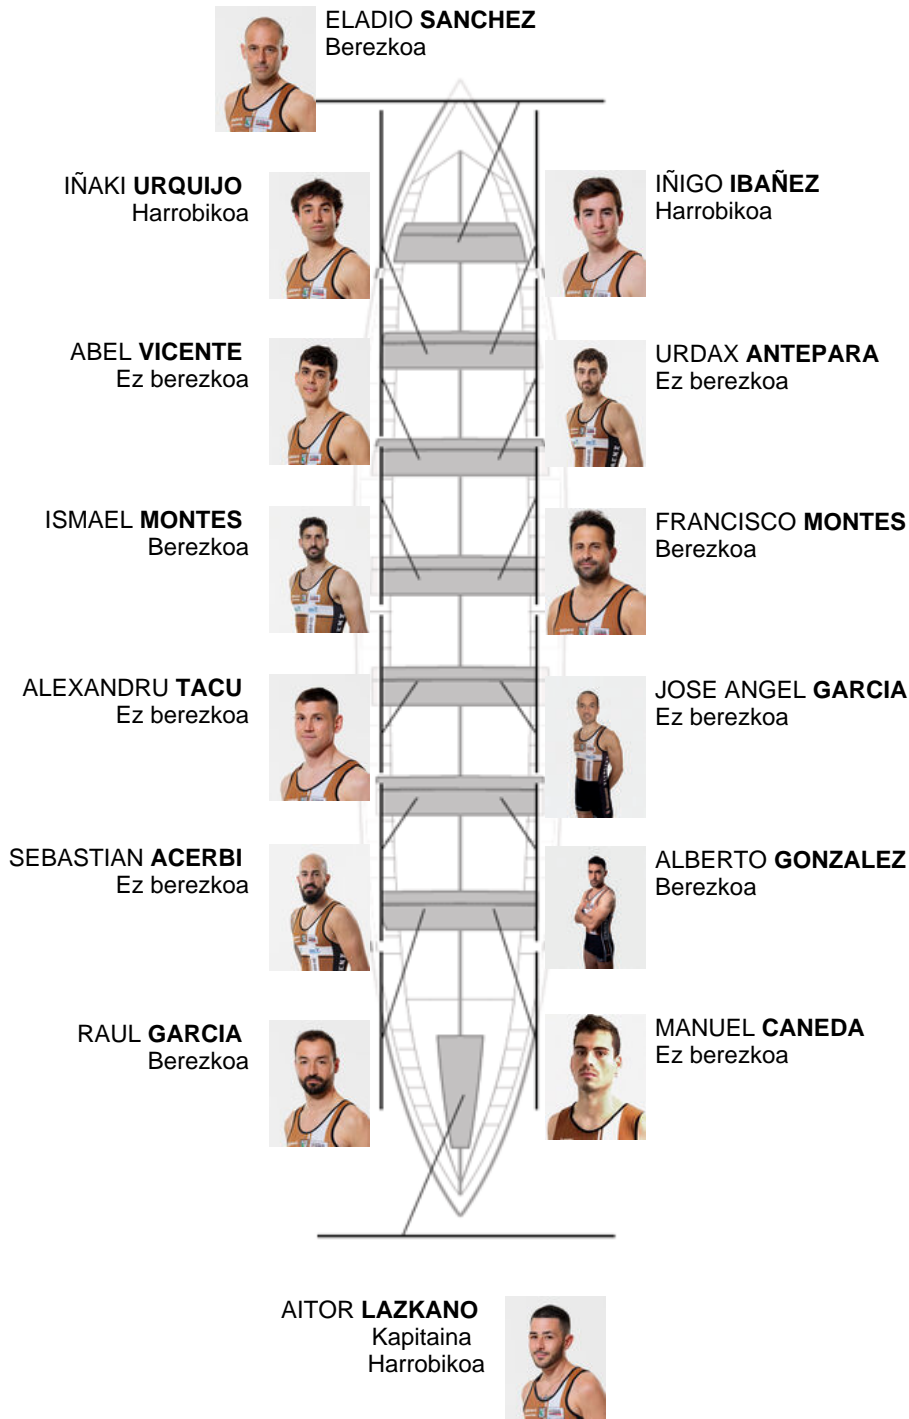 ELADIO SANCHEZ
Berezkoa
IÑAKI URQUIJO
Harrobikoa
IÑIGO IBAÑEZ
Harrobikoa
ABEL VICENTE
Ez berezkoa
URDAX ANTEPARA
Ez berezkoa
ISMAEL MONTES
Berezkoa
FRANCISCO MONTES
Berezkoa
ALEXANDRU TACU
Ez berezkoa
JOSE ANGEL GARCIA
Ez berezkoa
SEBASTIAN ACERBI
Ez berezkoa
ALBERTO GONZALEZ
Berezkoa
RAUL GARCIA
Berezkoa
MANUEL CANEDA
Ez berezkoa
AITOR LAZKANO
Kapitaina
Harrobikoa